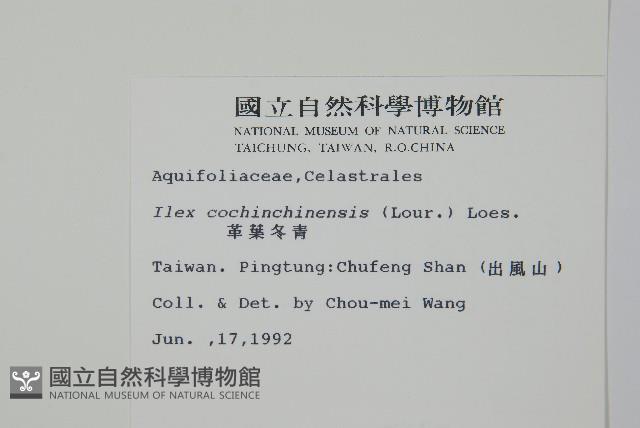 國立自然科學博物館
NATIONAL MUSEUM OF NATURAL SCIENCE
TAICHUNG, TAIWAN, R.O.CHINA
Aquifoliaceae,Celastrales
Ilex cochinchinensis (Lour.) Loes.
革葉冬青
Taiwan. Pingtung:Chufeng Shan (出風山)
Coll. & Det. by Chou-mei Wang
Jun. ,17,1992
國立自然科學博物館
NATIONAL MUSEUM OF NATURAL SCIENCE